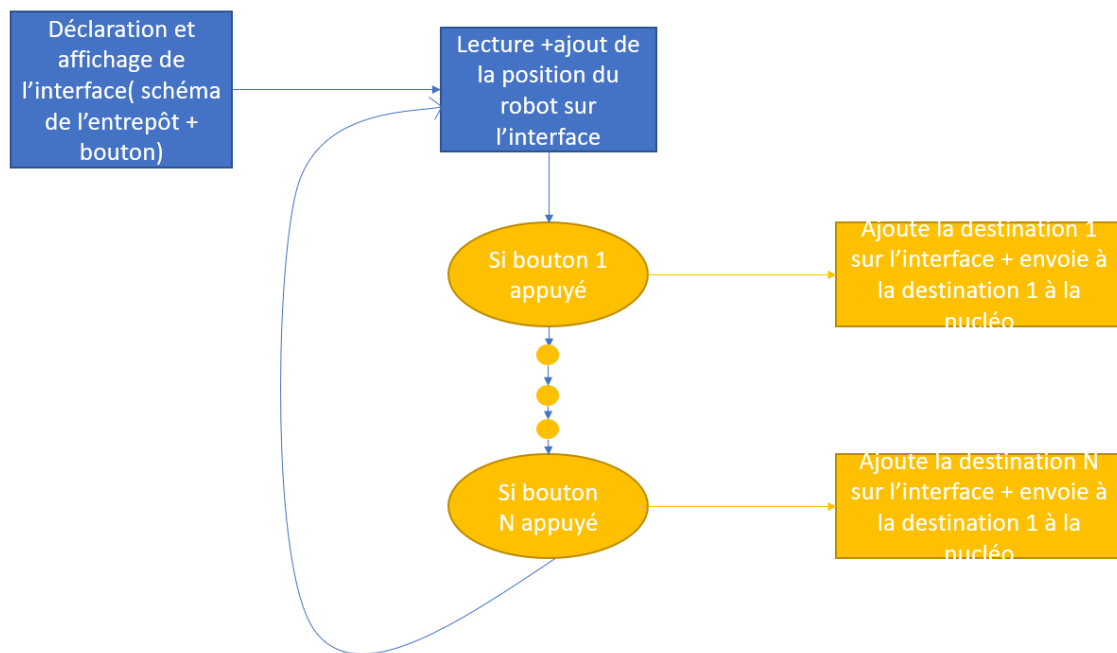 Déclaration et
affichage de
l'interface( schéma
de l'entrepôt +
bouton)
Lecture +ajout de
la position du
robot sur
l'interface
Si bouton 1
appuyé
Ajoute la destination 1
sur l'interface + envoie à
la destination 1 à la
nucléo
Si bouton
N appuyé
Ajoute la destination N
sur l'interface + envoie à
la destination 1 à la
nucléo